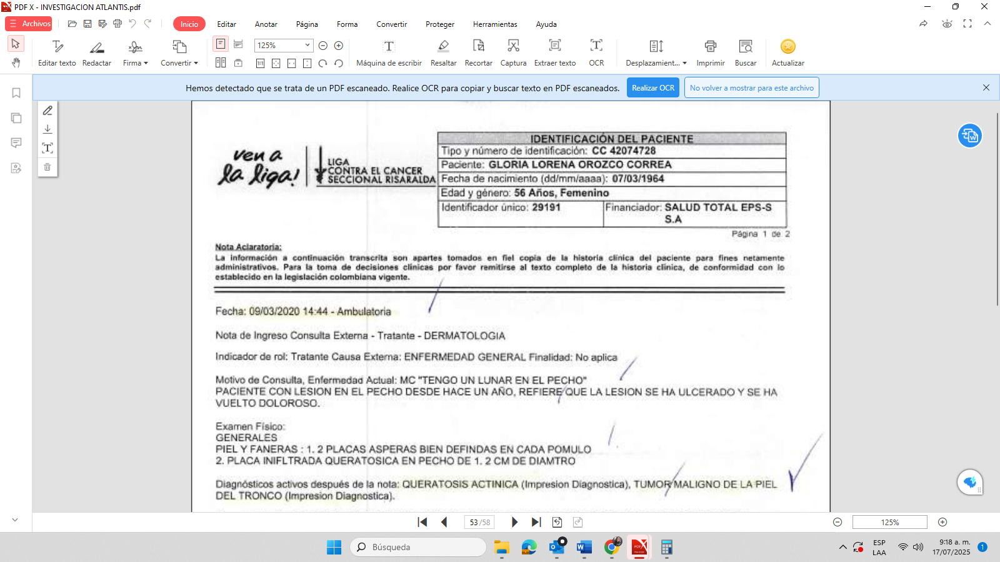 PDF X - INVESTIGACION ATLANTIS.pdf
Archivos
Inicio Editar Anotar Página Forma Convertir Proteger Herramientas Ayuda
125%
Editar texto Redactar Firma Convertir Máquina de escribir Resaltar Recortar Captura Extraer texto OCR Desplazamient... Imprimir Buscar Actualizar
Hemos detectado que se trata de un PDF escaneado. Realice OCR para copiar y buscar texto en PDF escaneados. Realizar OCR No volver a mostrar para este archivo
ven a
la liga!
LIGA
CONTRA EL CANCER
SECCIONAL RISARALDA
IDENTIFICACIÓN DEL PACIENTE
Tipo y número de identificación: CC 42074728
Paciente: GLORIA LORENA OROZCO CORREA
Fecha de nacimiento (dd/mm/aaaa): 07/03/1964
Edad y género: 56 Años, Femenino
Identificador único: 29191 Financiador: SALUD TOTAL EPS-S
S.A
Página 1 de 2
Nota Aclaratoria:
La información a continuación transcrita son apartes tomados en fiel copia de la historia clínica del paciente para fines netamente
administrativos. Para la toma de decisiones clínicas por favor remitirse al texto completo de la historia clínica, de conformidad con lo
establecido en la legislación colombiana vigente.
Fecha: 09/03/2020 14:44 - Ambulatoria
Nota de Ingreso Consulta Externa - Tratante - DERMATOLOGIA
Indicador de rol: Tratante Causa Externa: ENFERMEDAD GENERAL Finalidad: No aplica
Motivo de Consulta, Enfermedad Actual: MC "TENGO UN LUNAR EN EL PECHO"
PACIENTE CON LESION EN EL PECHO DESDE HACE UN AÑO, REFIERE QUE LA LESION SE HA ULCERADO Y SE HA
VUELTO DOLOROSO.
Examen Físico:
GENERALES
PIEL Y FANERAS : 1. 2 PLACAS ASPERAS BIEN DEFINDAS EN CADA POMULO
2. PLACA INIFLTRADA QUERATOSICA EN PECHO DE 1. 2 CM DE DIAMTRO
Diagnósticos activos después de la nota: QUERATOSIS ACTINICA (Impresion Diagnostica), TUMOR MALIGNO DE LA PIEL
DEL TRONCO (Impresion Diagnostica).
53 /58
125%
Búsqueda
ESP
LAA
9:18 a. m.
17/07/2025
1